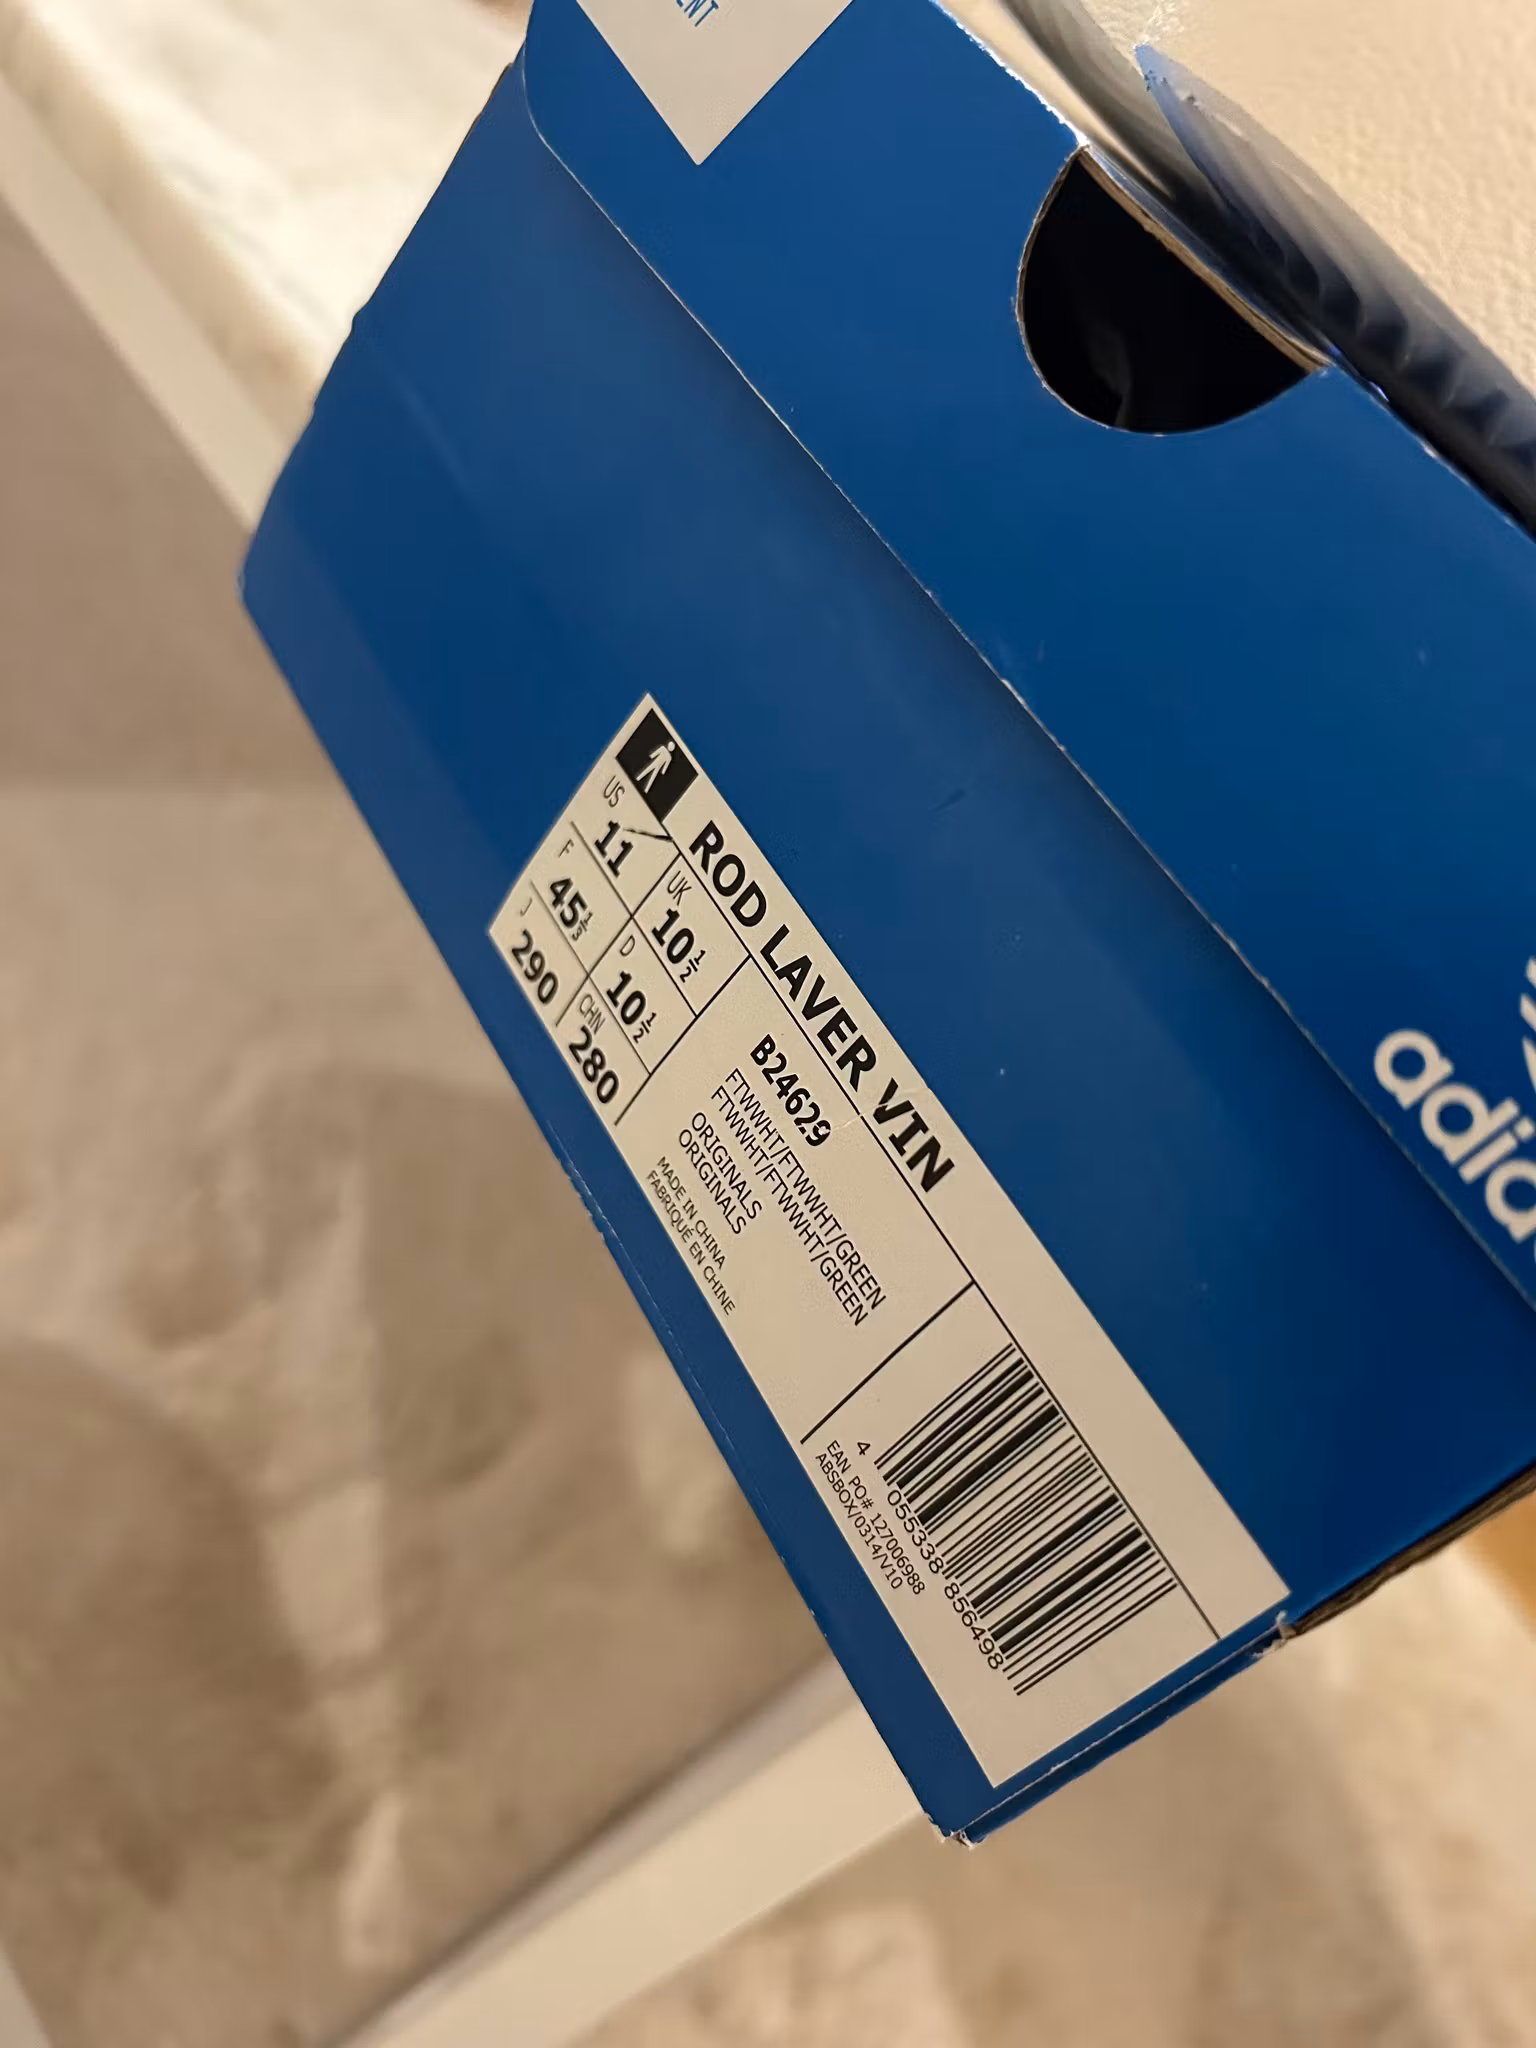 ROD LAVER VIN
US
11
UK
10½
F
45⅓
D
10½
J
290
CHN
280
B24629
FTWWHT/FTWWHT/GREEN
FTWWHT/FTWWHT/GREEN
ORIGINALS
ORIGINALS
MADE IN CHINA
FABRIQUÉ EN CHINE
4 055338 856498
EAN PO# 127006988
ABSBOX/0314/V10